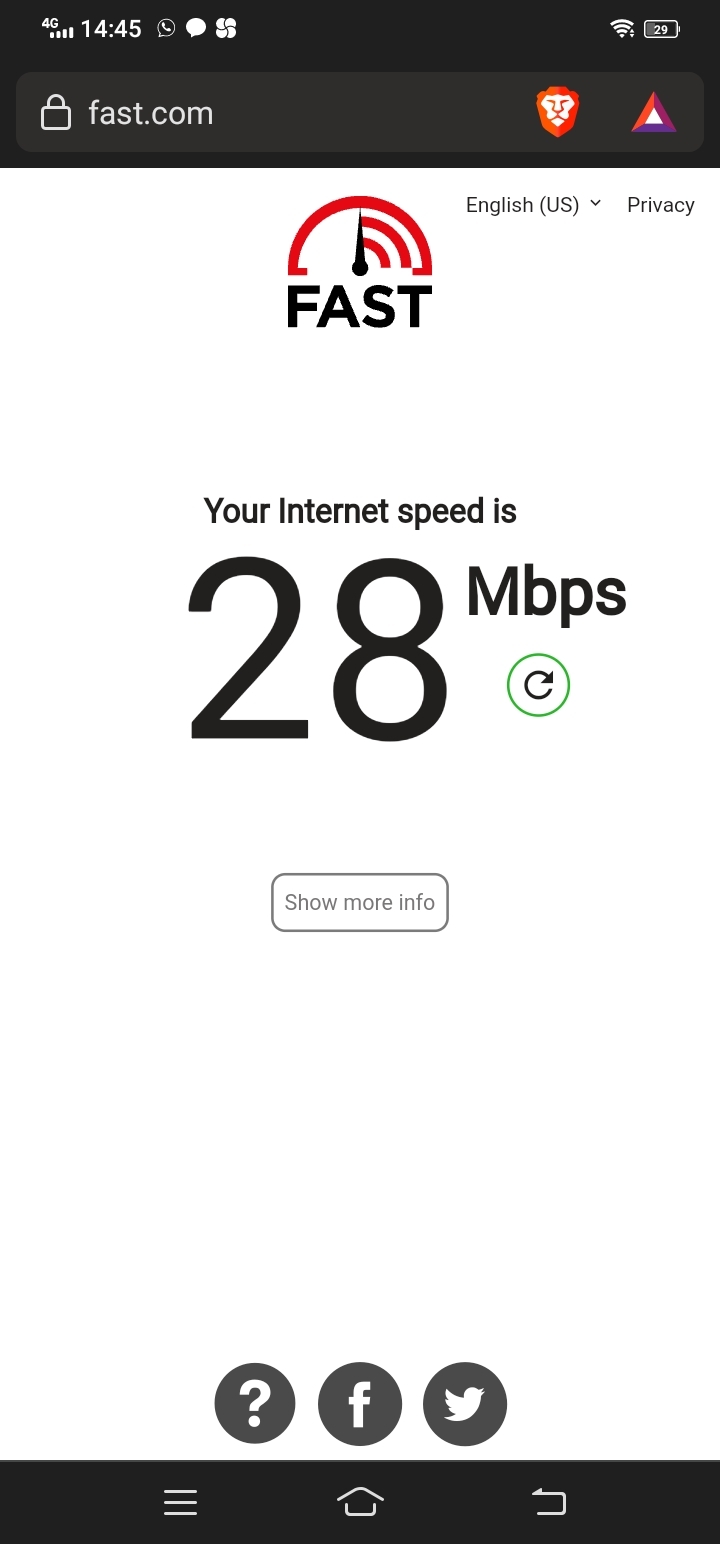 4G 14:45 29
fast.com
English (US) Privacy
FAST
Your Internet speed is
28 Mbps
Show more info
?
f